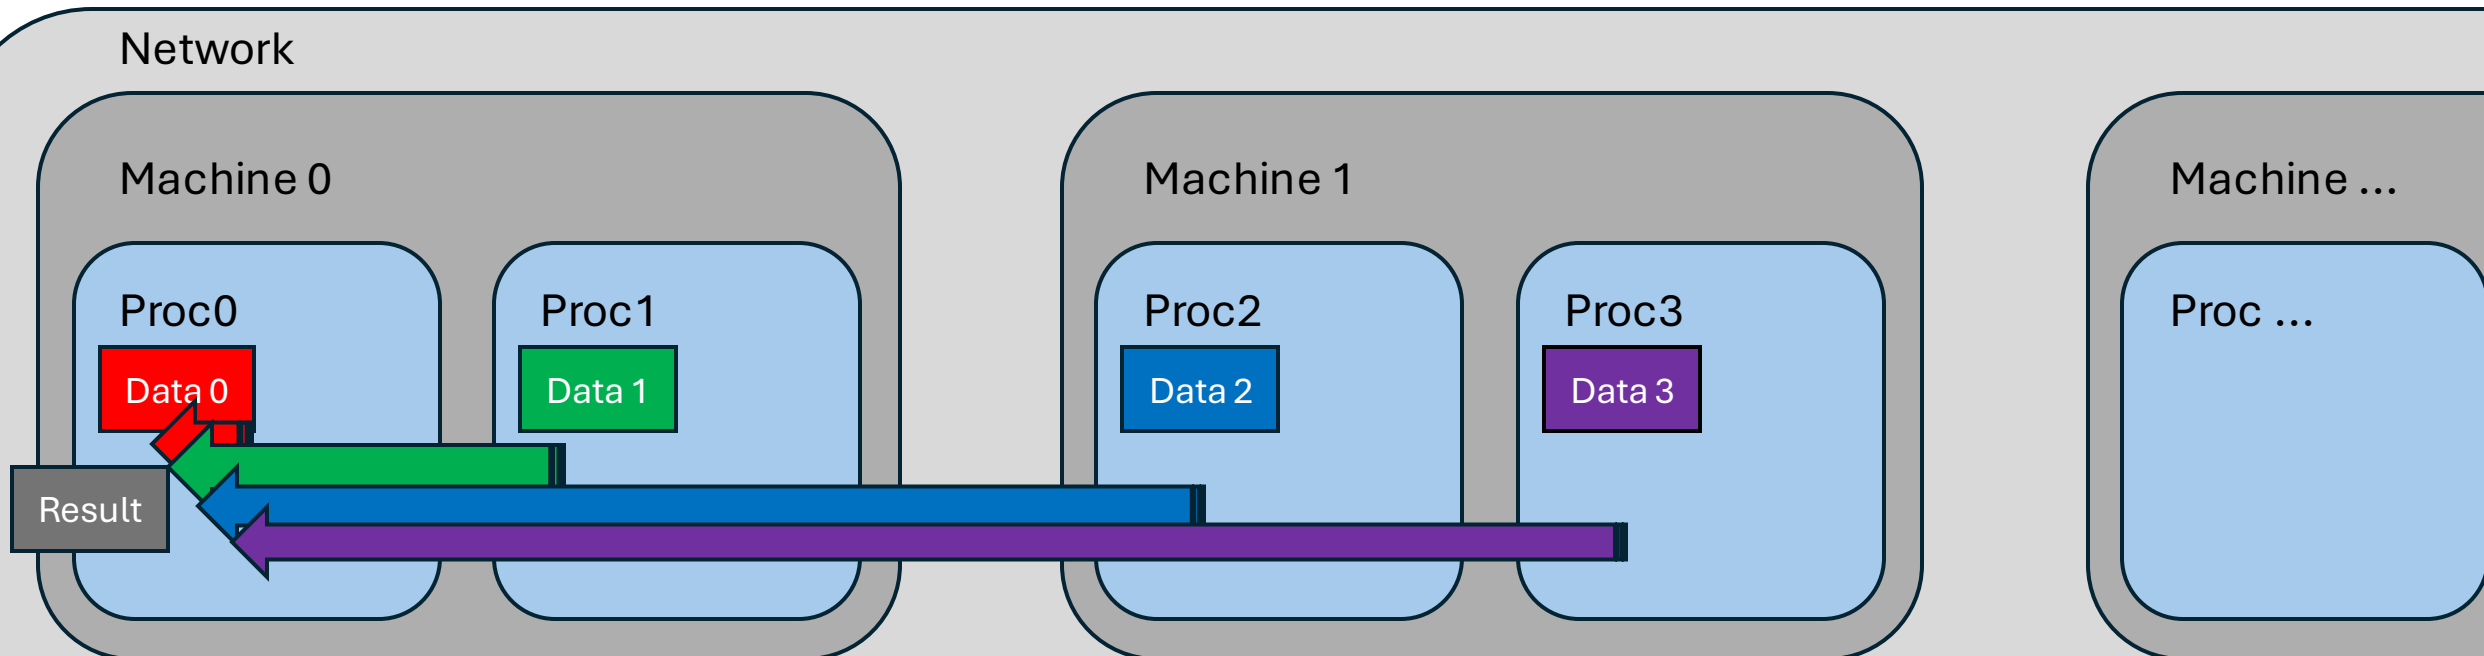 Network
Machine 0
Machine 1
Machine ...
Proc0
Proc1
Proc2
Proc3
Proc ...
Data 0
Data 1
Data 2
Data 3
Result